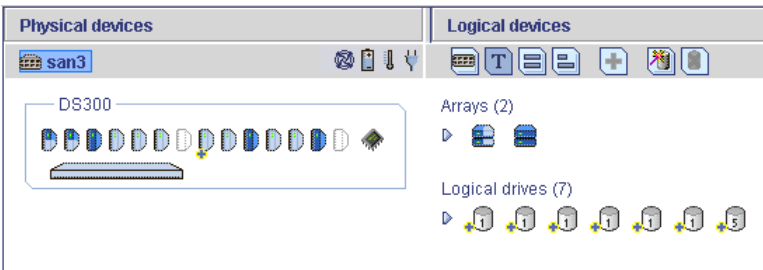 Physical devices
san3
DS300
Logical devices
T
Arrays (2)
Logical drives (7)
1 1 1 1 1 1 5